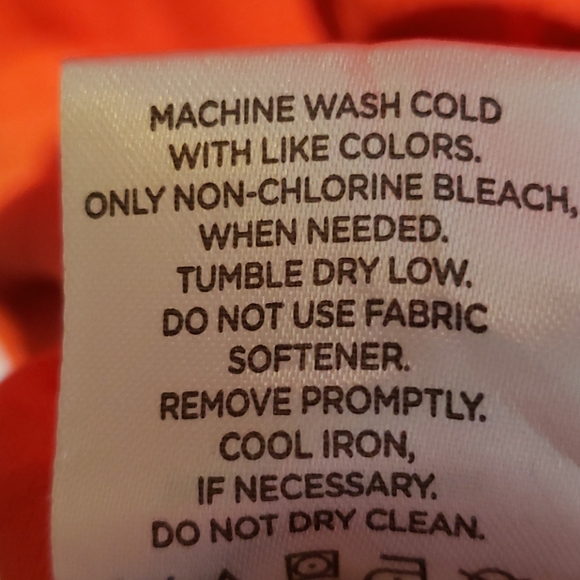 MACHINE WASH COLD
WITH LIKE COLORS.
ONLY NON-CHLORINE BLEACH,
WHEN NEEDED.
TUMBLE DRY LOW.
DO NOT USE FABRIC
SOFTENER.
REMOVE PROMPTLY.
COOL IRON,
IF NECESSARY.
DO NOT DRY CLEAN.